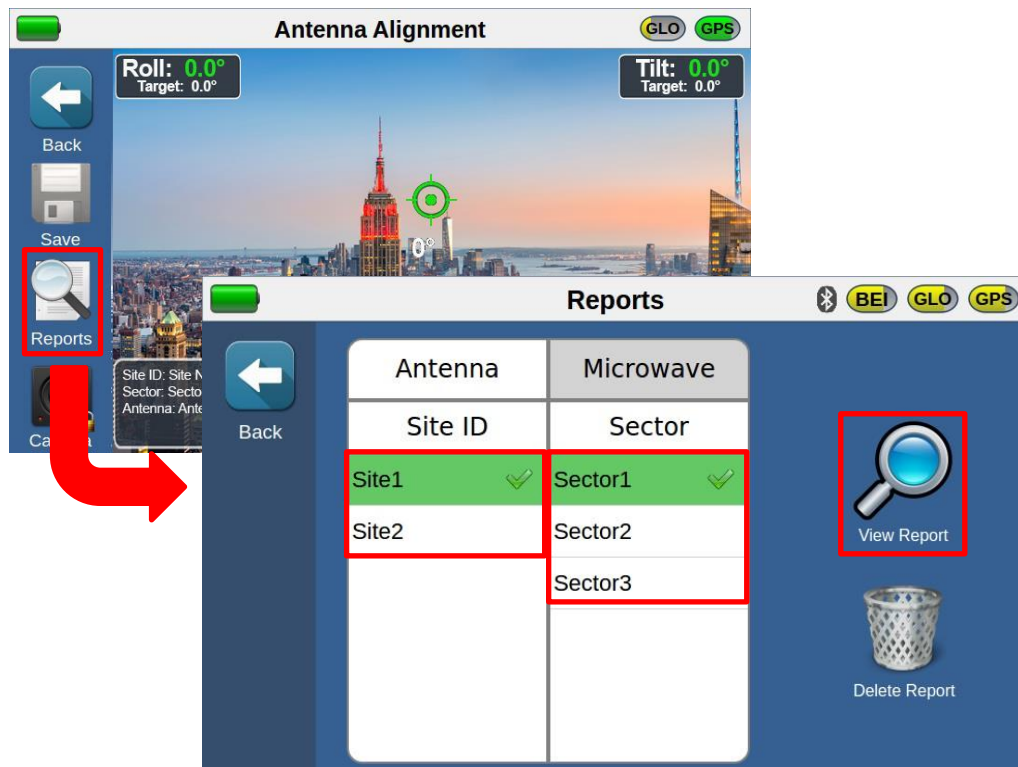 Antenna Alignment
GLO GPS
Roll: 0.0°
Target: 0.0°
Tilt: 0.0°
Target: 0.0°
Back
Save
Reports
0°
Site ID: Site N
Sector: Secto
Antenna: Ante
Reports
BEI GLO GPS
Back
Antenna Microwave
Site ID Sector
Site1 Sector1
Site2 Sector2
Sector3
View Report
Delete Report